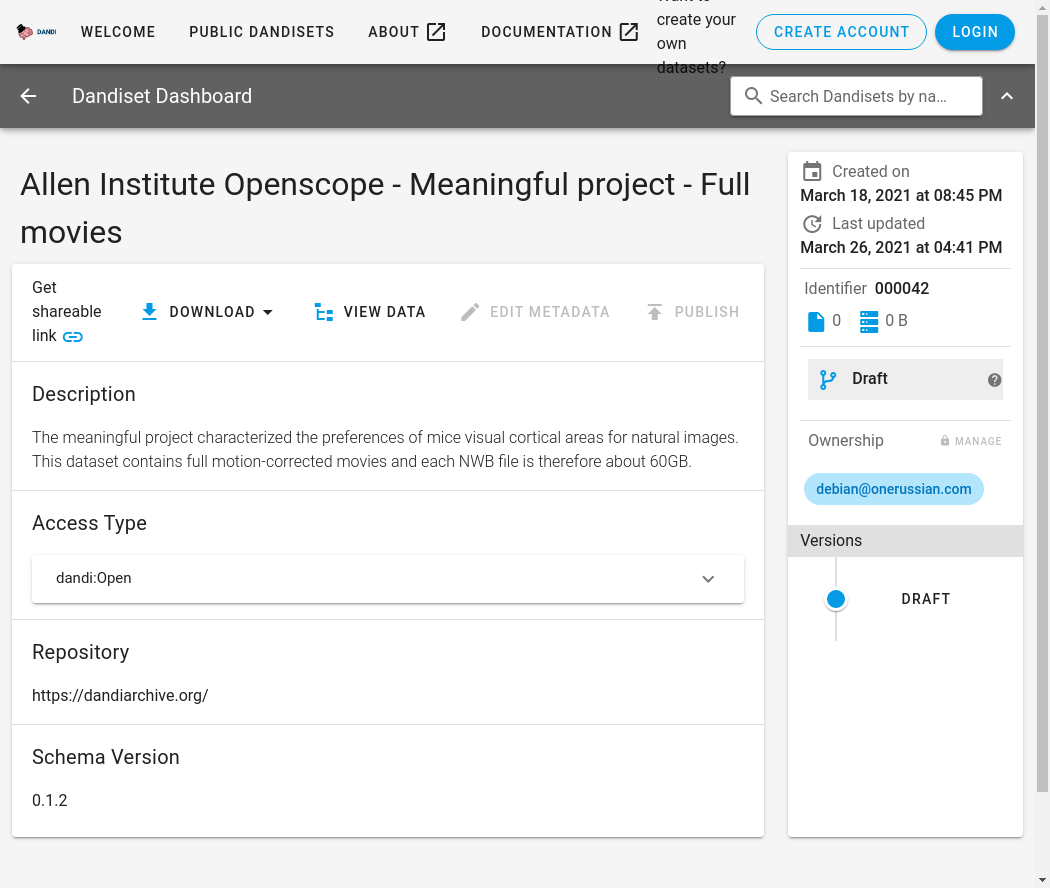 DANDI
WELCOME
PUBLIC DANDISETS
ABOUT
DOCUMENTATION
create your
own
datasets?
CREATE ACCOUNT
LOGIN
Dandiset Dashboard
Search Dandisets by na…
Allen Institute Openscope - Meaningful project - Full
movies
Get
shareable
link
DOWNLOAD
VIEW DATA
EDIT METADATA
PUBLISH
Description
The meaningful project characterized the preferences of mice visual cortical areas for natural images.
This dataset contains full motion-corrected movies and each NWB file is therefore about 60GB.
Access Type
dandi:Open
Repository
https://dandiarchive.org/
Schema Version
0.1.2
Created on
March 18, 2021 at 08:45 PM
Last updated
March 26, 2021 at 04:41 PM
Identifier 000042
0
0 B
Draft
Ownership
MANAGE
debian@onerussian.com
Versions
DRAFT